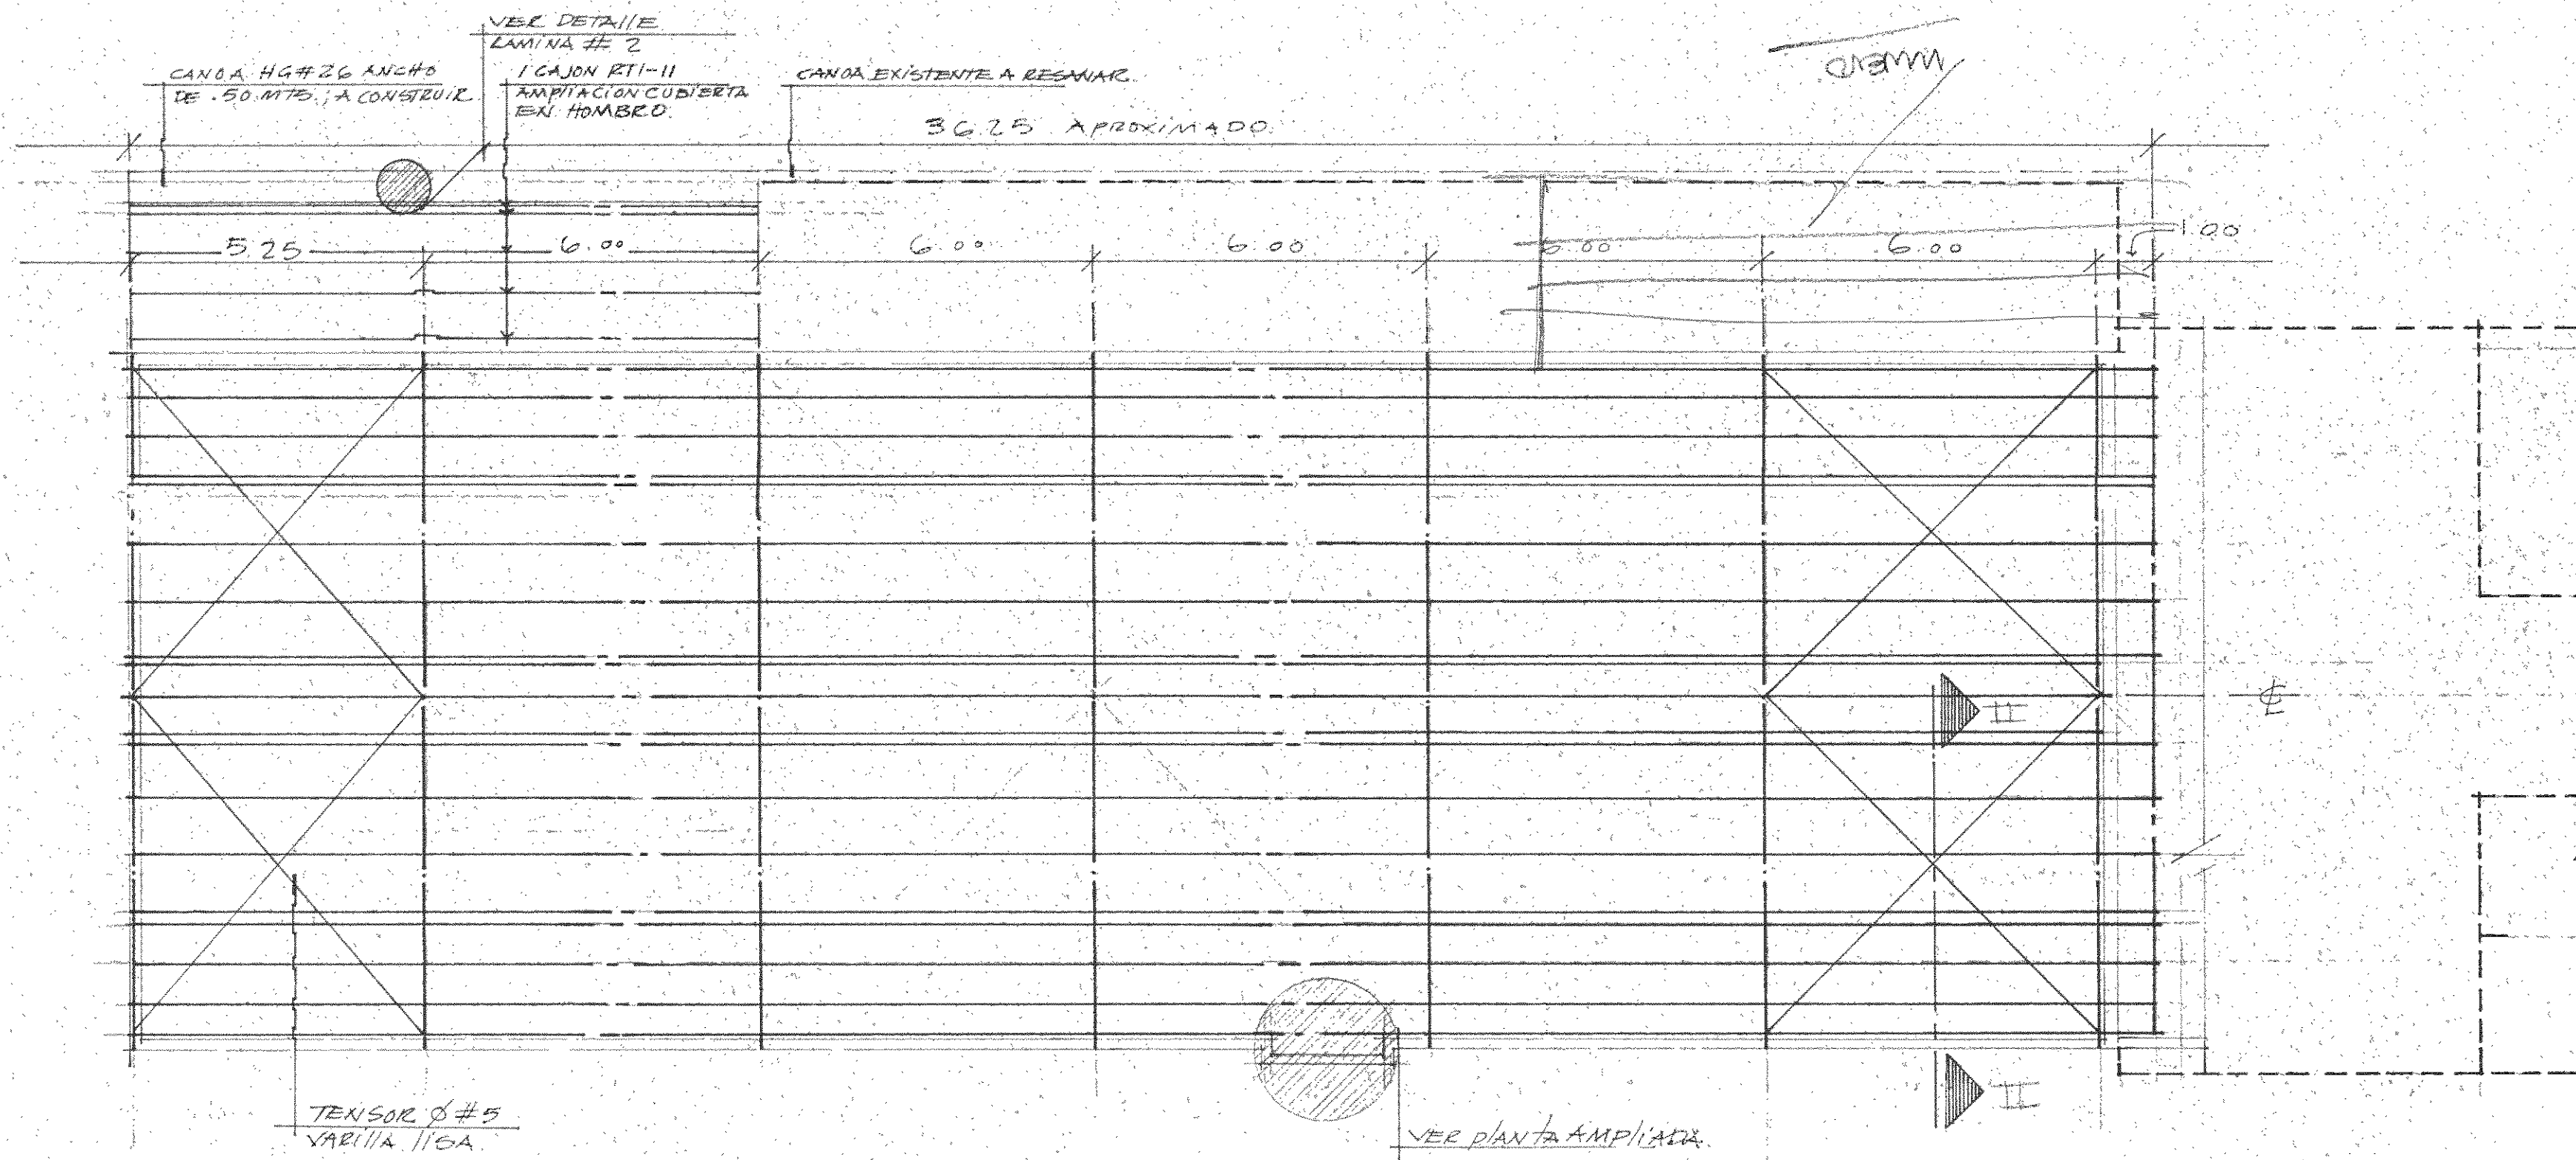 VER DETALLE
LAMINA # 2
CANOA HG#26 ANCHO
DE .50 MTS.; A CONSTRUIR
1 CAJON RT1-11
AMPLIACION CUBIERTA
EN HOMBRO.
CANOA EXISTENTE A RESANAR
36.25 APROXIMADO.
5.25
6.00
6.00
6.00
6.00
6.00
1.00
II
℄
II
TENSOR Ø #5
VARILLA LISA
VER PLANTA AMPLIADA.